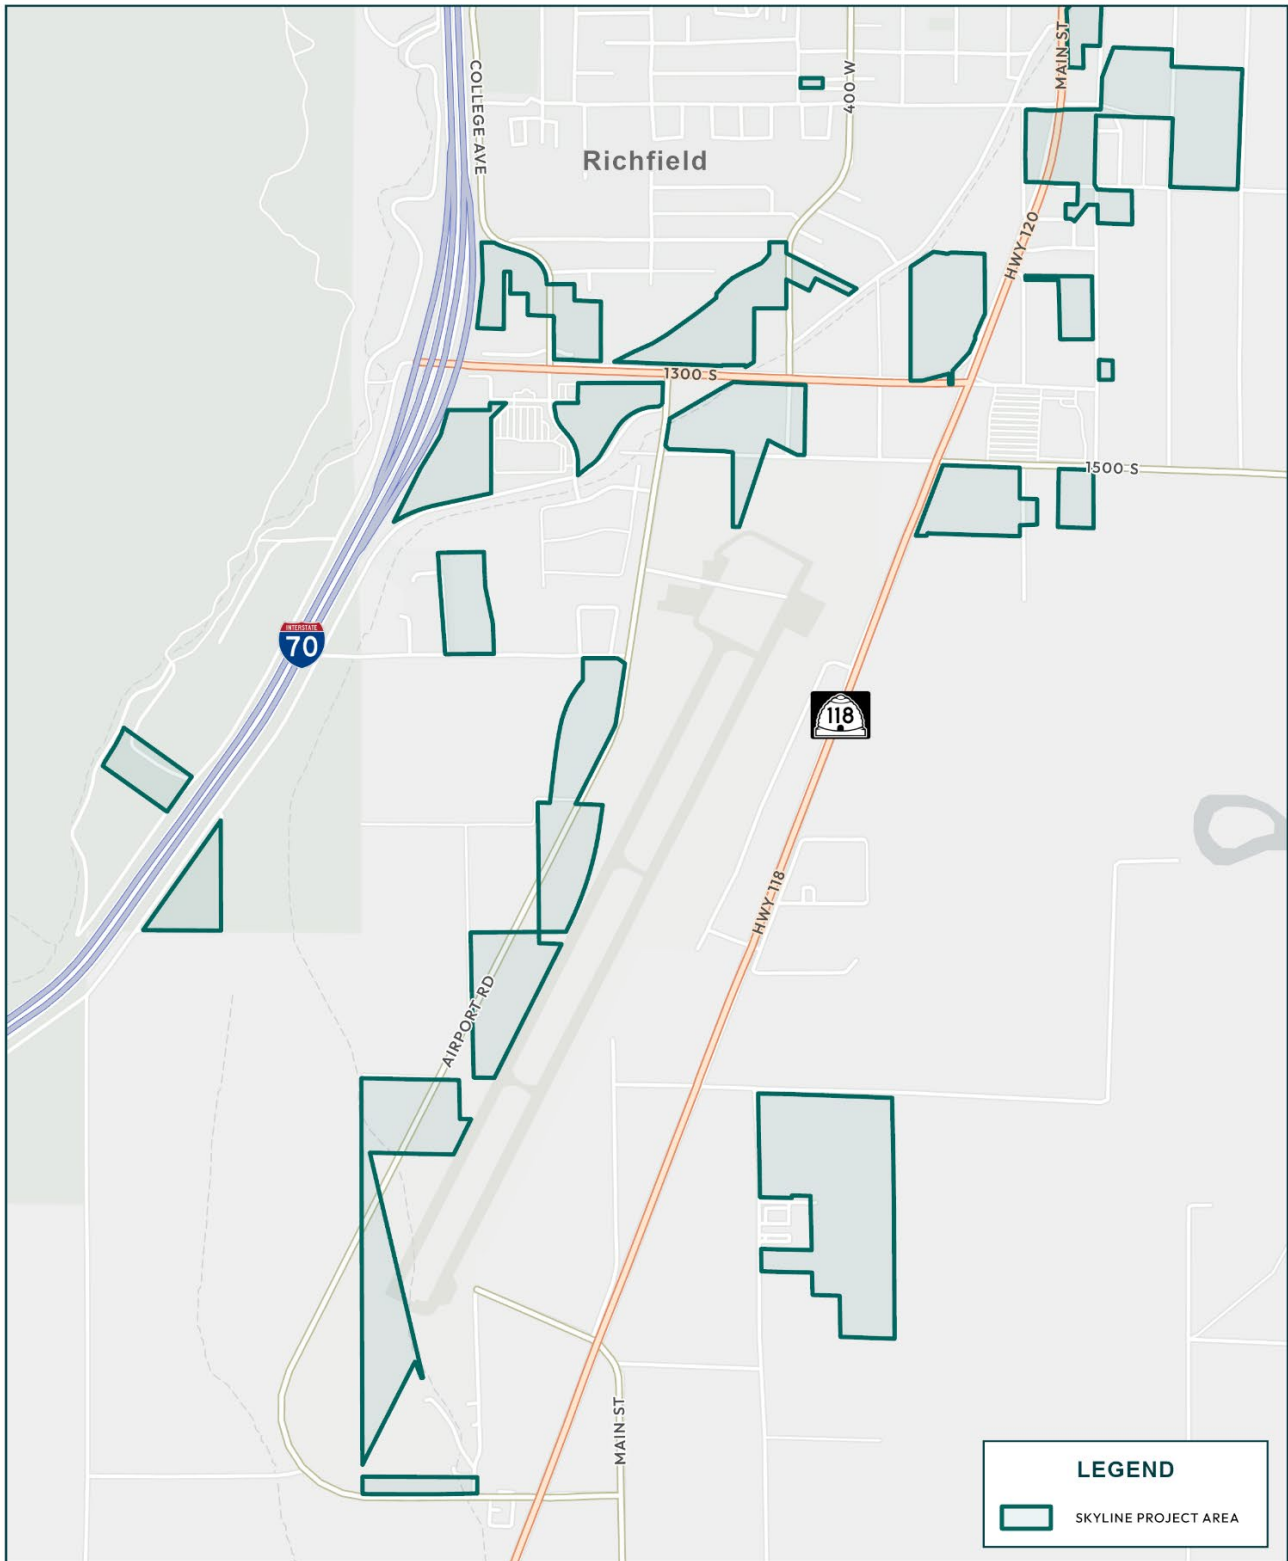 MAIN ST
COLLEGE AVE
400 W
Richfield
HWY 120
1300 S
1500 S
INTERSTATE
70
118
HWY 118
AIRPORT RD
MAIN ST
LEGEND
SKYLINE PROJECT AREA